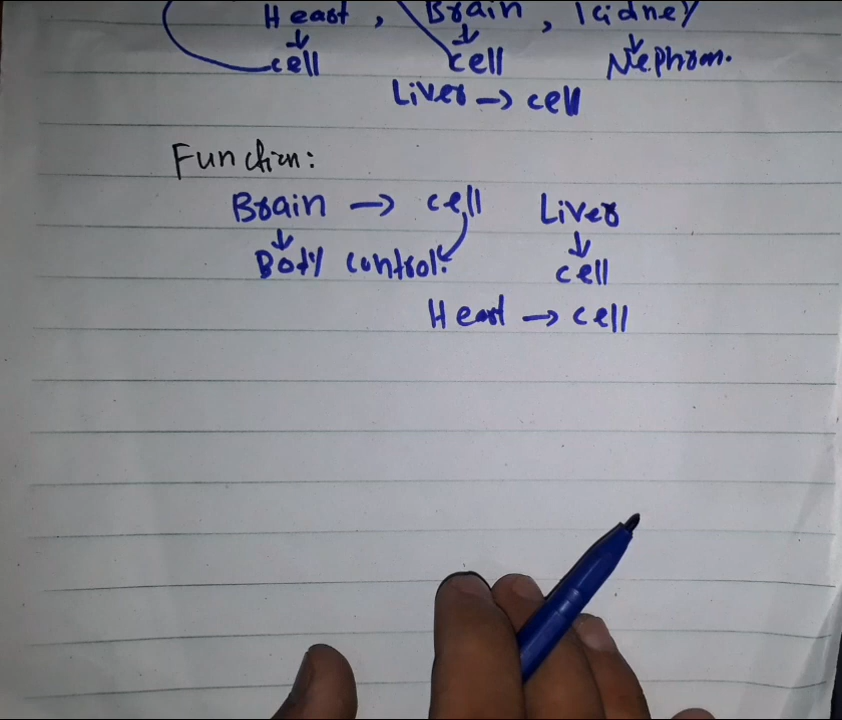 Heart, Brain, Kidney
↓ ↓ ↓
cell cell Nephron.
Liver → cell
Function:
Brain → cell Liver
↓ ↓
Body control. cell
Heart → cell